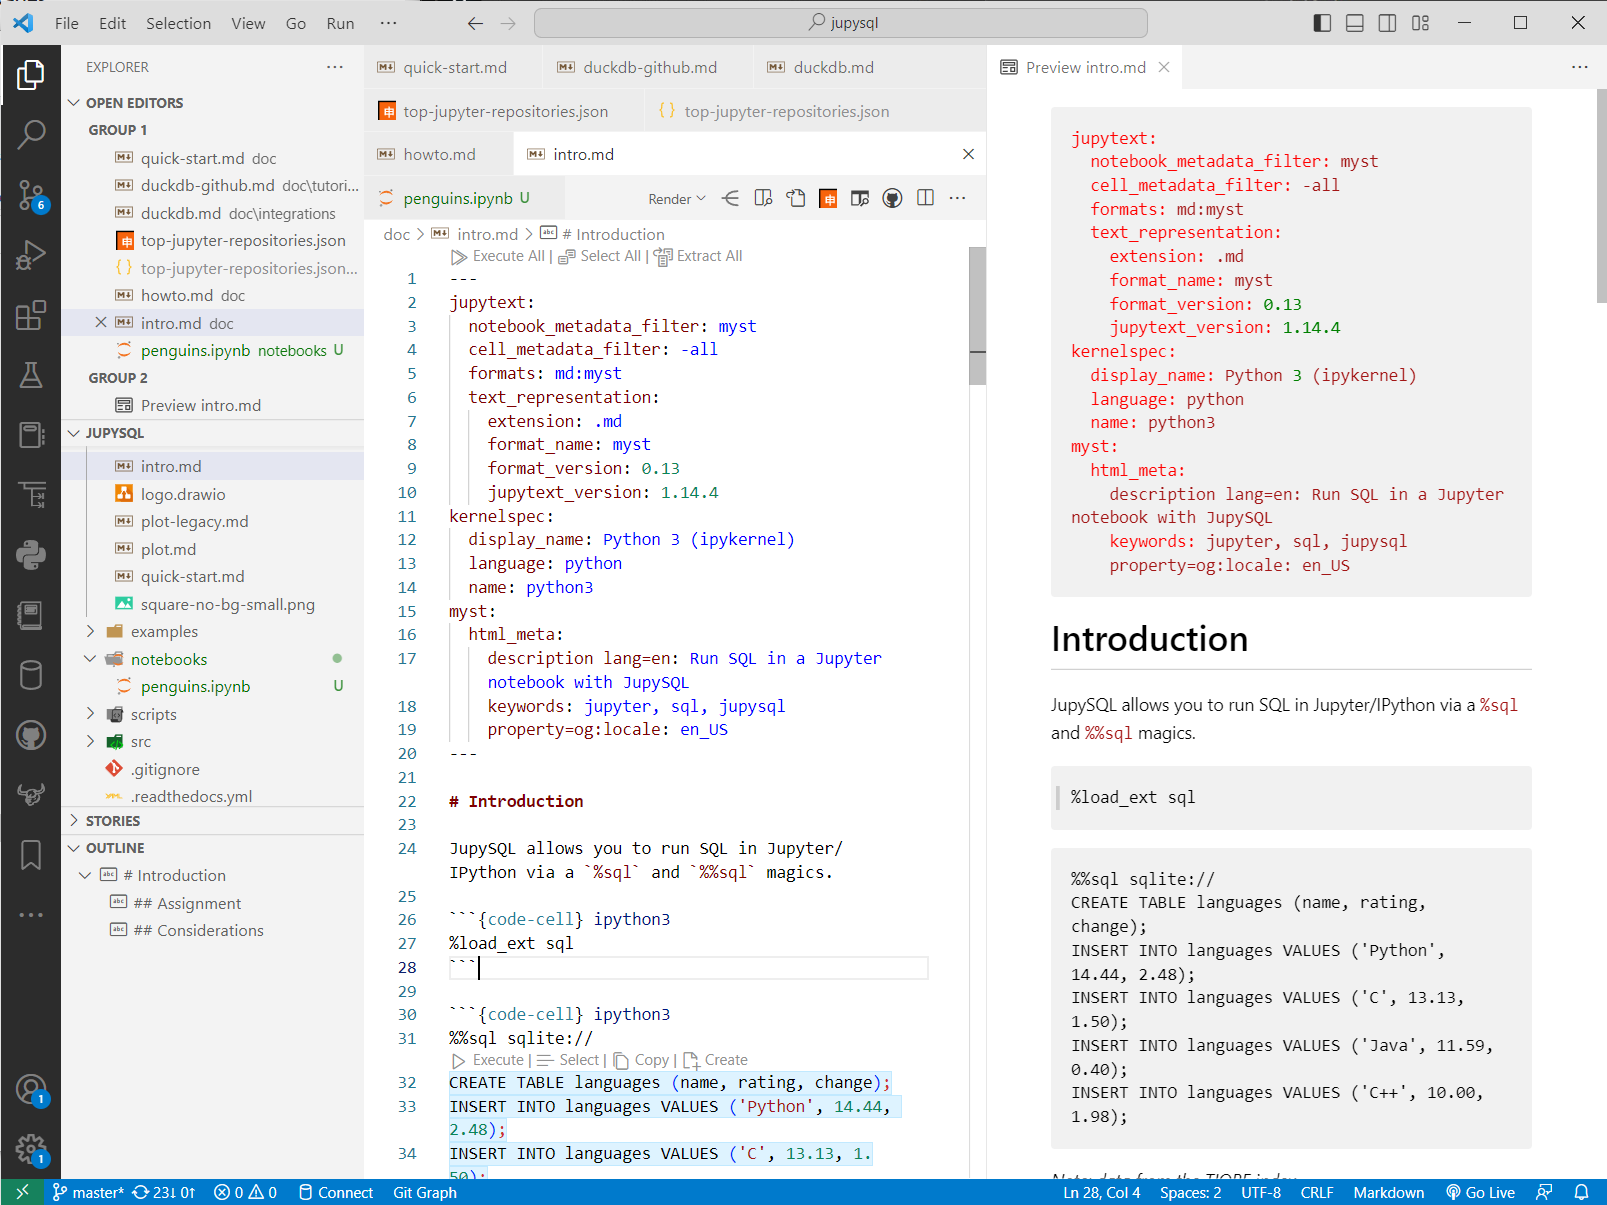 File Edit Selection View Go Run ··· jupysql
EXPLORER ···
OPEN EDITORS
GROUP 1
quick-start.md doc
duckdb-github.md doc\tutori...
duckdb.md doc\integrations
top-jupyter-repositories.json
{} top-jupyter-repositories.json...
howto.md doc
intro.md doc
penguins.ipynb notebooks U
GROUP 2
Preview intro.md
JUPYSQL
intro.md
logo.drawio
plot-legacy.md
plot.md
quick-start.md
square-no-bg-small.png
examples
notebooks
penguins.ipynb U
scripts
src
.gitignore
.readthedocs.yml
STORIES
OUTLINE
# Introduction
## Assignment
## Considerations
quick-start.md duckdb-github.md duckdb.md
top-jupyter-repositories.json {} top-jupyter-repositories.json
howto.md intro.md
penguins.ipynb U Render ···
doc > intro.md > # Introduction
Execute All | Select All | Extract All
1 ---
2 jupytext:
3 notebook_metadata_filter: myst
4 cell_metadata_filter: -all
5 formats: md:myst
6 text_representation:
7 extension: .md
8 format_name: myst
9 format_version: 0.13
10 jupytext_version: 1.14.4
11 kernelspec:
12 display_name: Python 3 (ipykernel)
13 language: python
14 name: python3
15 myst:
16 html_meta:
17 description lang=en: Run SQL in a Jupyter
notebook with JupySQL
18 keywords: jupyter, sql, jupysql
19 property=og:locale: en_US
20 ---
21
22 # Introduction
23
24 JupySQL allows you to run SQL in Jupyter/
IPython via a `%sql` and `%%sql` magics.
25
26 ```{code-cell} ipython3
27 %load_ext sql
28 ```
29
30 ```{code-cell} ipython3
31 %%sql sqlite://
Execute | Select | Copy | Create
32 CREATE TABLE languages (name, rating, change);
33 INSERT INTO languages VALUES ('Python', 14.44,
2.48);
34 INSERT INTO languages VALUES ('C', 13.13, 1.
50);
Preview intro.md ···
jupytext:
notebook_metadata_filter: myst
cell_metadata_filter: -all
formats: md:myst
text_representation:
extension: .md
format_name: myst
format_version: 0.13
jupytext_version: 1.14.4
kernelspec:
display_name: Python 3 (ipykernel)
language: python
name: python3
myst:
html_meta:
description lang=en: Run SQL in a Jupyter
notebook with JupySQL
keywords: jupyter, sql, jupysql
property=og:locale: en_US
Introduction
JupySQL allows you to run SQL in Jupyter/IPython via a %sql
and %%sql magics.
%load_ext sql
%%sql sqlite://
CREATE TABLE languages (name, rating,
change);
INSERT INTO languages VALUES ('Python',
14.44, 2.48);
INSERT INTO languages VALUES ('C', 13.13,
1.50);
INSERT INTO languages VALUES ('Java', 11.59,
0.40);
INSERT INTO languages VALUES ('C++', 10.00,
1.98);
Note: data from the TIOBE index
6
1
1
master* 23↓ 0↑ 0 0 Connect Git Graph Ln 28, Col 4 Spaces: 2 UTF-8 CRLF Markdown Go Live